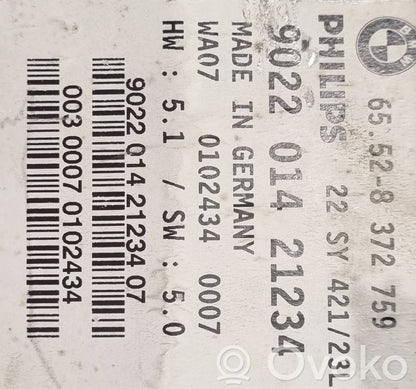 65.52-8 372 759
PHILIPS 22 SY 421/23L
9022 014 21234
MADE IN GERMANY
WA07 0102434 0007
HW : 5.1 / SW : 5.0
9022 014 21234 07
003 0007 0102434
Ovoko